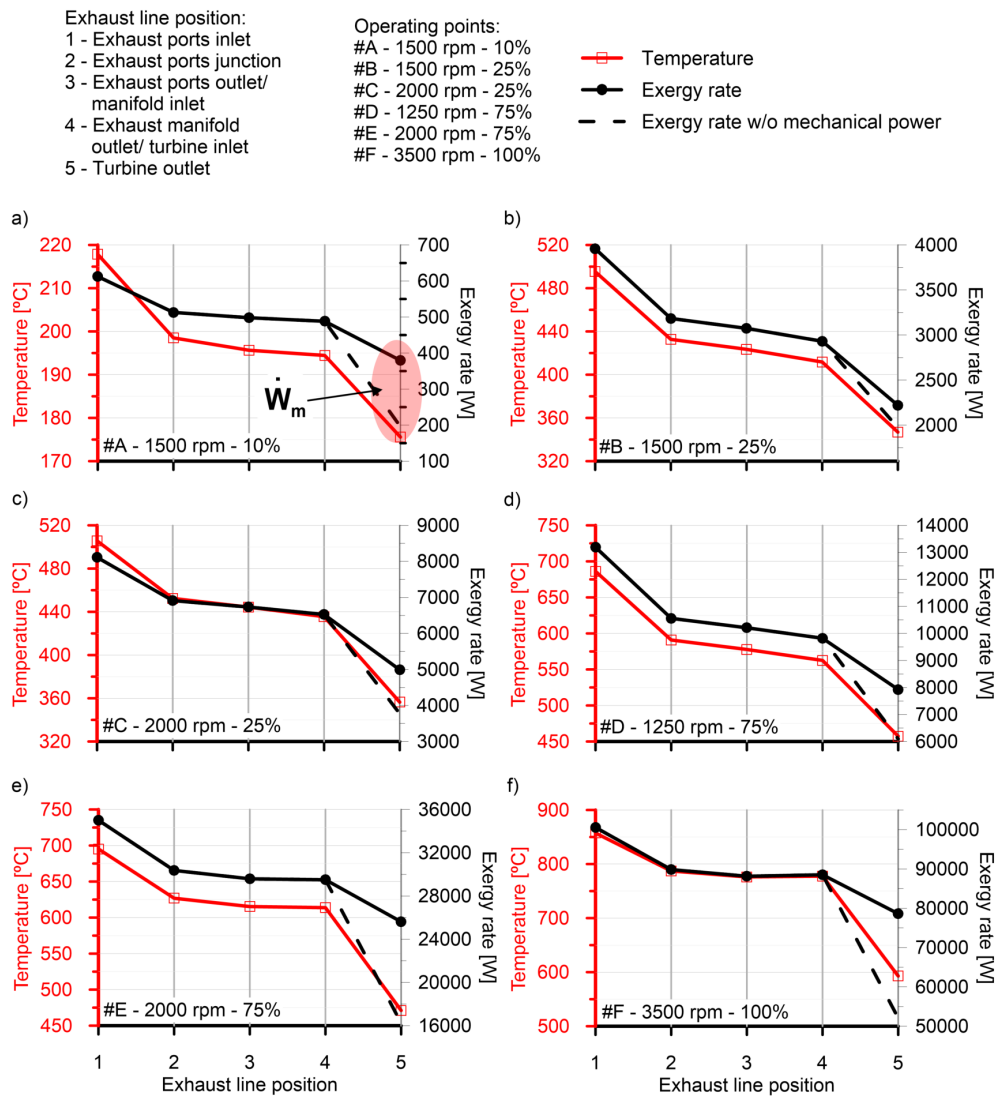 Exhaust line position:
1 - Exhaust ports inlet
2 - Exhaust ports junction
3 - Exhaust ports outlet/
manifold inlet
4 - Exhaust manifold
outlet/ turbine inlet
5 - Turbine outlet
Operating points:
#A - 1500 rpm - 10%
#B - 1500 rpm - 25%
#C - 2000 rpm - 25%
#D - 1250 rpm - 75%
#E - 2000 rpm - 75%
#F - 3500 rpm - 100%
Temperature
Exergy rate
Exergy rate w/o mechanical power
a)
Temperature [ºC]
220
210
200
190
180
170
700
600
500
400
300
200
100
Exergy rate [W]
Ẇm
#A - 1500 rpm - 10%
b)
Temperature [ºC]
520
480
440
400
360
320
4000
3500
3000
2500
2000
Exergy rate [W]
#B - 1500 rpm - 25%
c)
Temperature [ºC]
520
480
440
400
360
320
9000
8000
7000
6000
5000
4000
3000
Exergy rate [W]
#C - 2000 rpm - 25%
d)
Temperature [ºC]
750
700
650
600
550
500
450
14000
13000
12000
11000
10000
9000
8000
7000
6000
Exergy rate [W]
#D - 1250 rpm - 75%
e)
Temperature [ºC]
750
700
650
600
550
500
450
36000
32000
28000
24000
20000
16000
Exergy rate [W]
#E - 2000 rpm - 75%
1 2 3 4 5
Exhaust line position
f)
Temperature [ºC]
900
800
700
600
500
100000
90000
80000
70000
60000
50000
Exergy rate [W]
#F - 3500 rpm - 100%
1 2 3 4 5
Exhaust line position